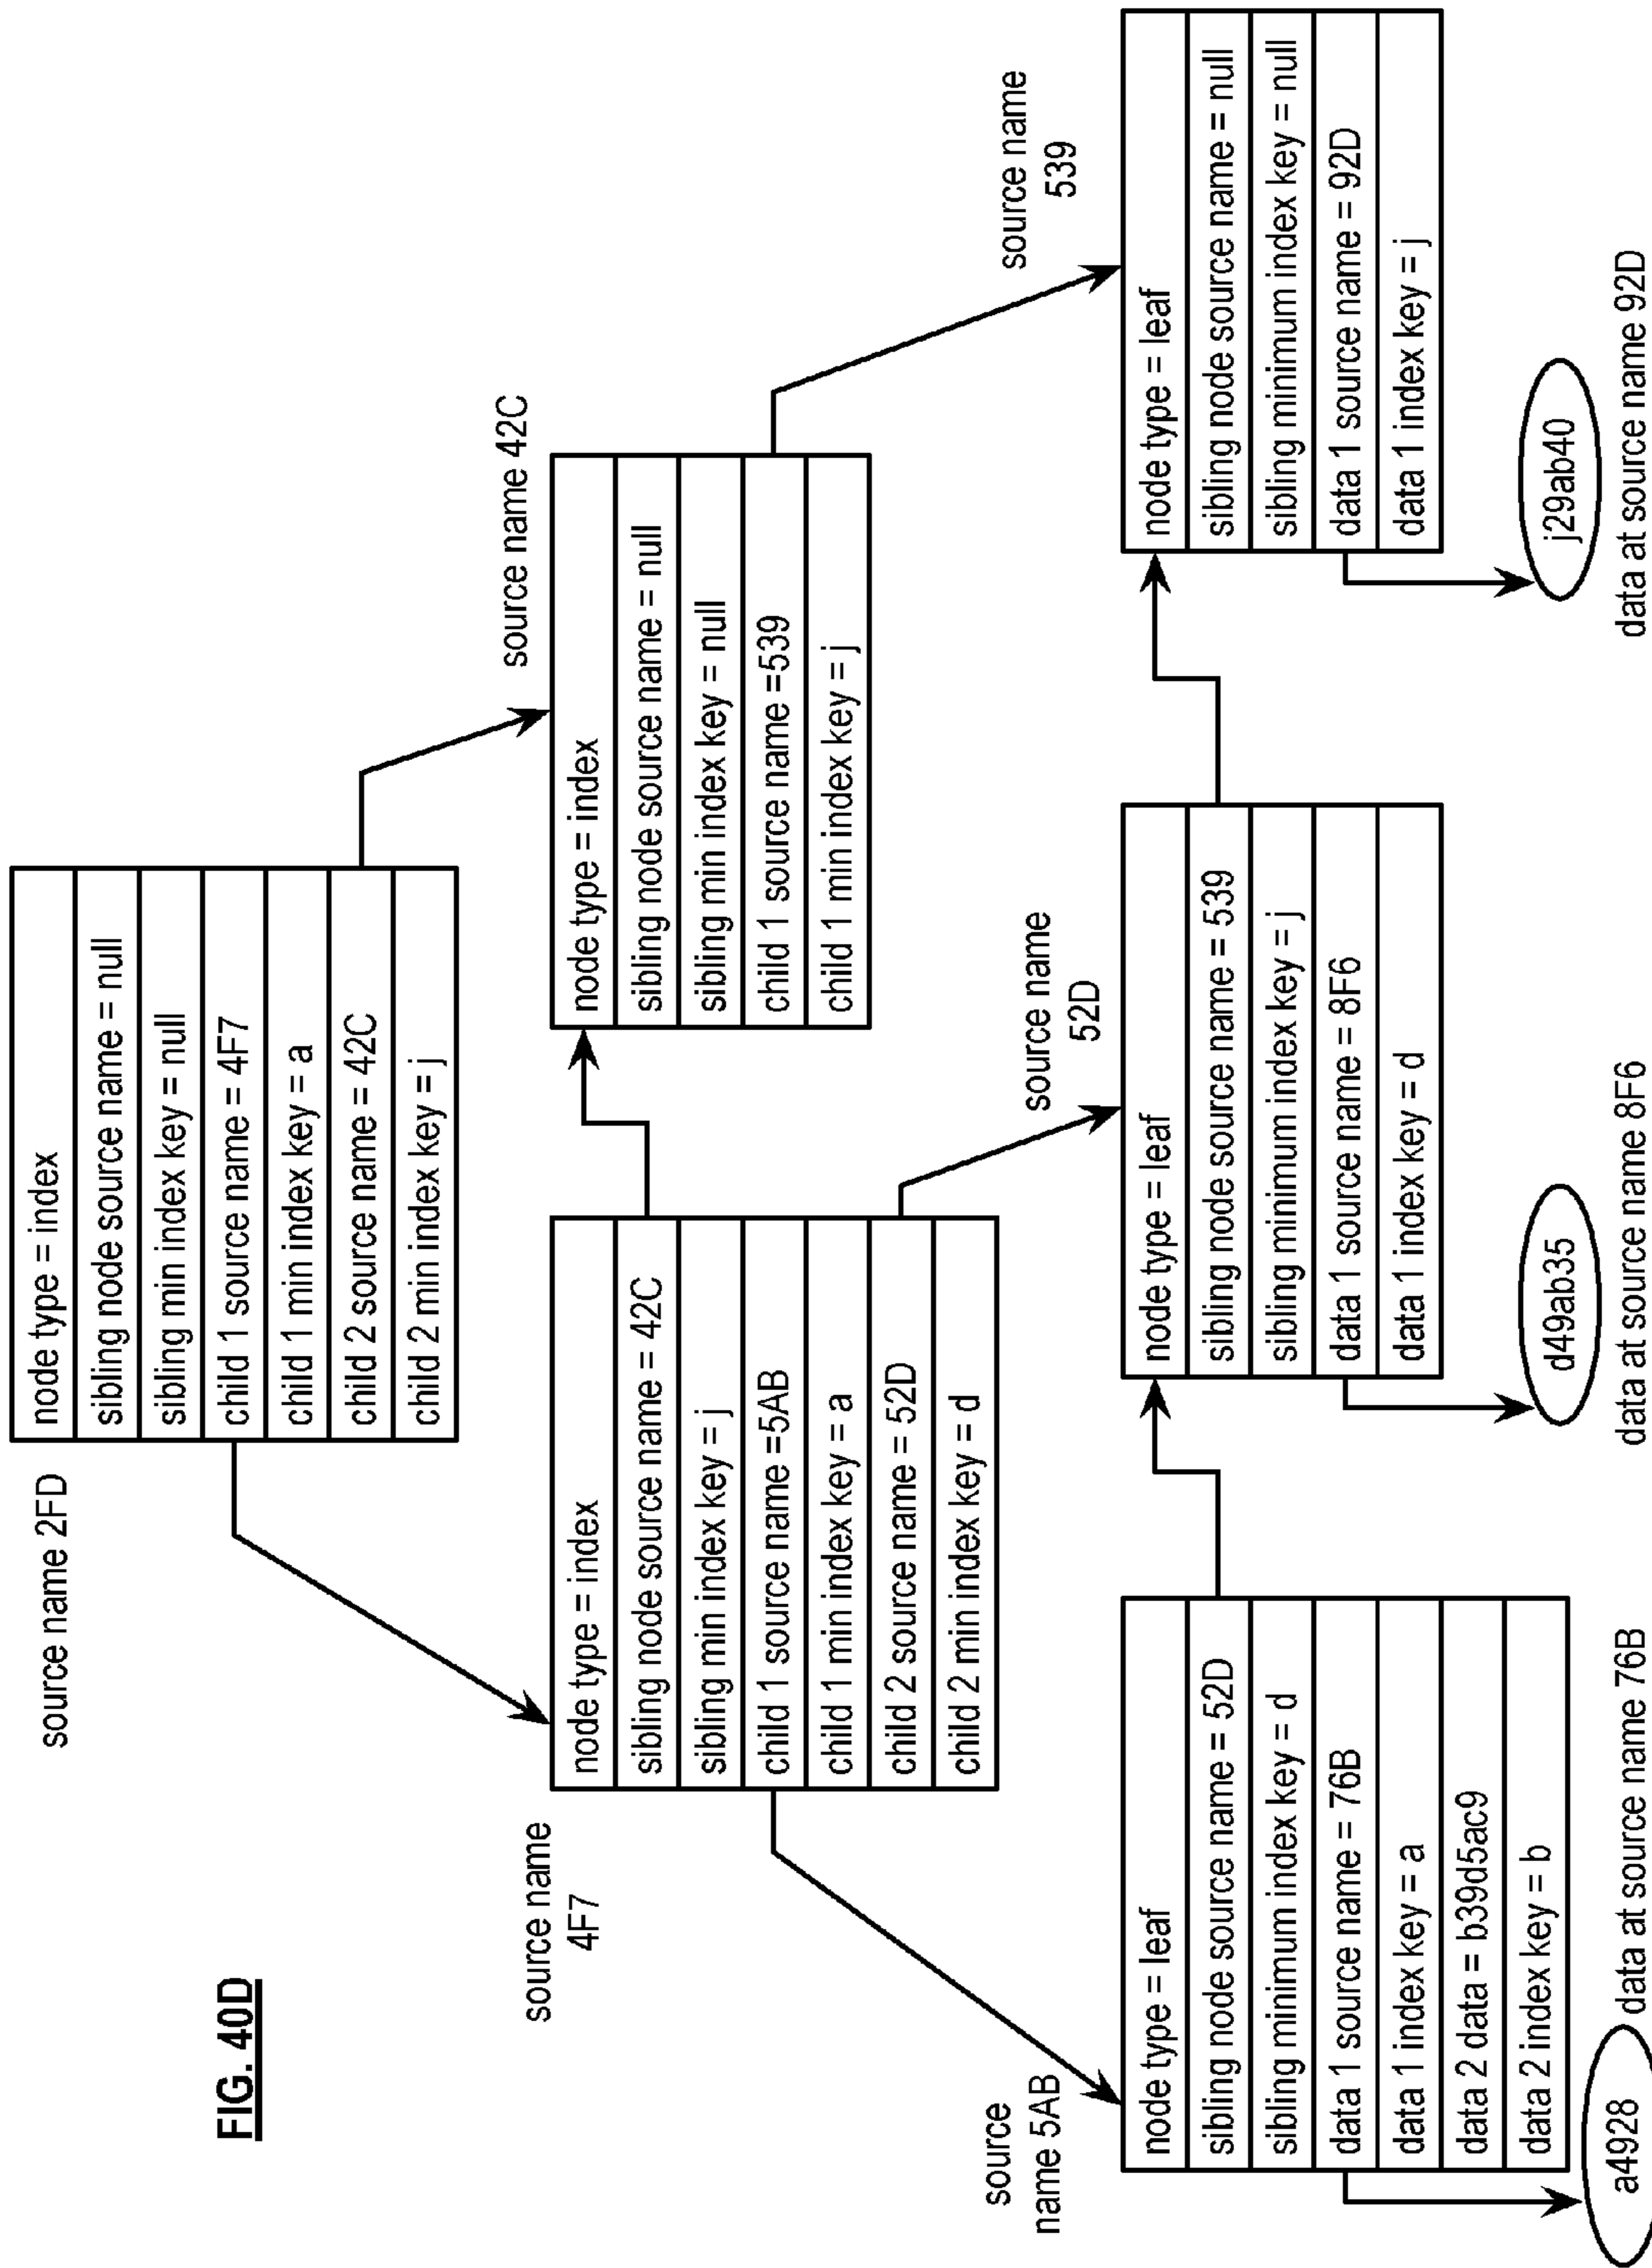 FIG. 40D
source name 2FD
node type = index
sibling node source name = null
sibling min index key = null
child 1 source name = 4F7
child 1 min index key = a
child 2 source name = 42C
child 2 min index key = j
source name
4F7
node type = index
sibling node source name = 42C
sibling min index key = j
child 1 source name =5AB
child 1 min index key = a
child 2 source name = 52D
child 2 min index key = d
source name 42C
node type = index
sibling node source name = null
sibling min index key = null
child 1 source name =539
child 1 min index key = j
source
name 5AB
node type = leaf
sibling node source name = 52D
sibling minimum index key = d
data 1 source name = 76B
data 1 index key = a
data 2 data = b39d5ac9
data 2 index key = b
a4928
data at source name 76B
source name
52D
node type = leaf
sibling node source name = 539
sibling minimum index key = j
data 1 source name = 8F6
data 1 index key = d
d49ab35
data at source name 8F6
source name
539
node type = leaf
sibling node source name = null
sibling minimum index key = null
data 1 source name = 92D
data 1 index key = j
j29ab40
data at source name 92D